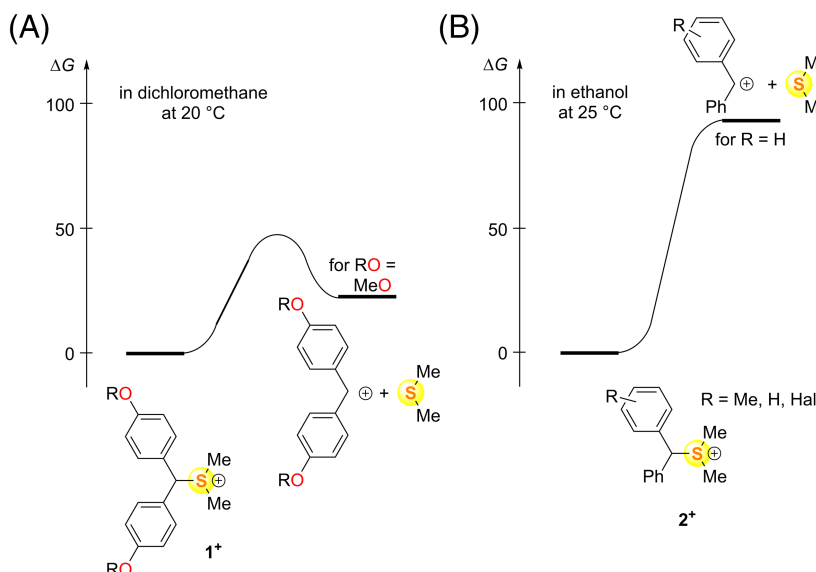 (A)
ΔG
100
50
0
in dichloromethane
at 20 °C
for RO =
MeO
RO
RO
⊕ + S
Me
Me
RO
RO
S ⊕
Me
Me
1+
(B)
ΔG
100
50
0
in ethanol
at 25 °C
R
Ph
⊕ + S
for R = H
R
Ph
S ⊕
Me
Me
R = Me, H, Hal
2+